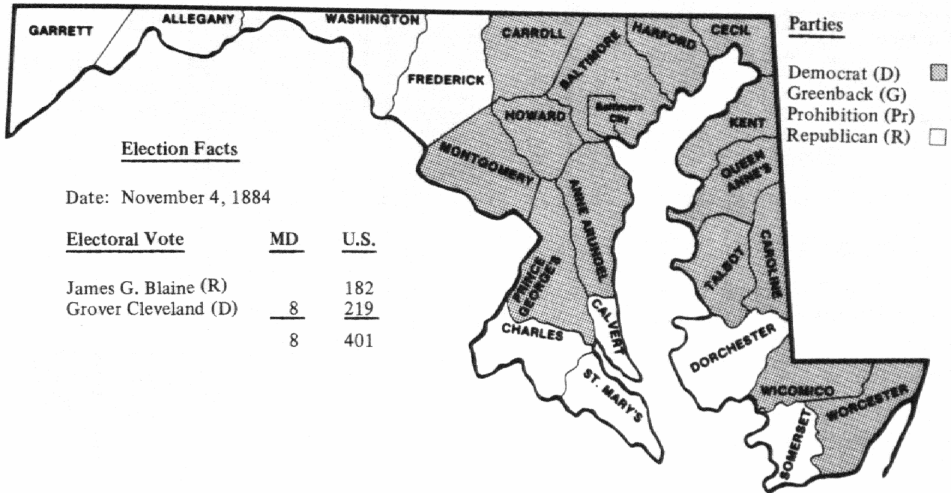 GARRETT
ALLEGANY
WASHINGTON
FREDERICK
CARROLL
BALTIMORE
HARFORD
CECIL
Baltimore
City
HOWARD
MONTGOMERY
KENT
QUEEN
ANNE'S
ANNE ARUNDEL
PRINCE
GEORGE'S
TALBOT
CAROLINE
CALVERT
CHARLES
ST. MARY'S
DORCHESTER
WICOMICO
WORCESTER
SOMERSET
Parties
Democrat (D)
Greenback (G)
Prohibition (Pr)
Republican (R)
Election Facts
Date: November 4, 1884
Electoral Vote MD U.S.
James G. Blaine (R) 182
Grover Cleveland (D) 8 219
8 401